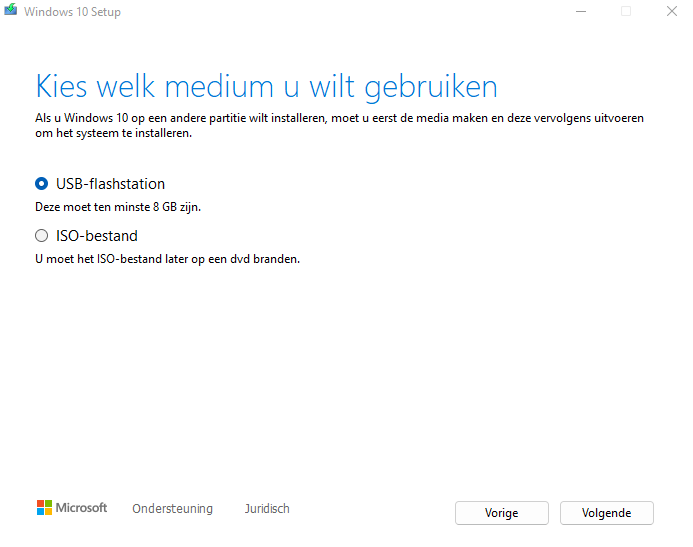 Windows 10 Setup
Kies welk medium u wilt gebruiken
Als u Windows 10 op een andere partitie wilt installeren, moet u eerst de media maken en deze vervolgens uitvoeren
om het systeem te installeren.
USB-flashstation
Deze moet ten minste 8 GB zijn.
ISO-bestand
U moet het ISO-bestand later op een dvd branden.
Microsoft Ondersteuning Juridisch Vorige Volgende